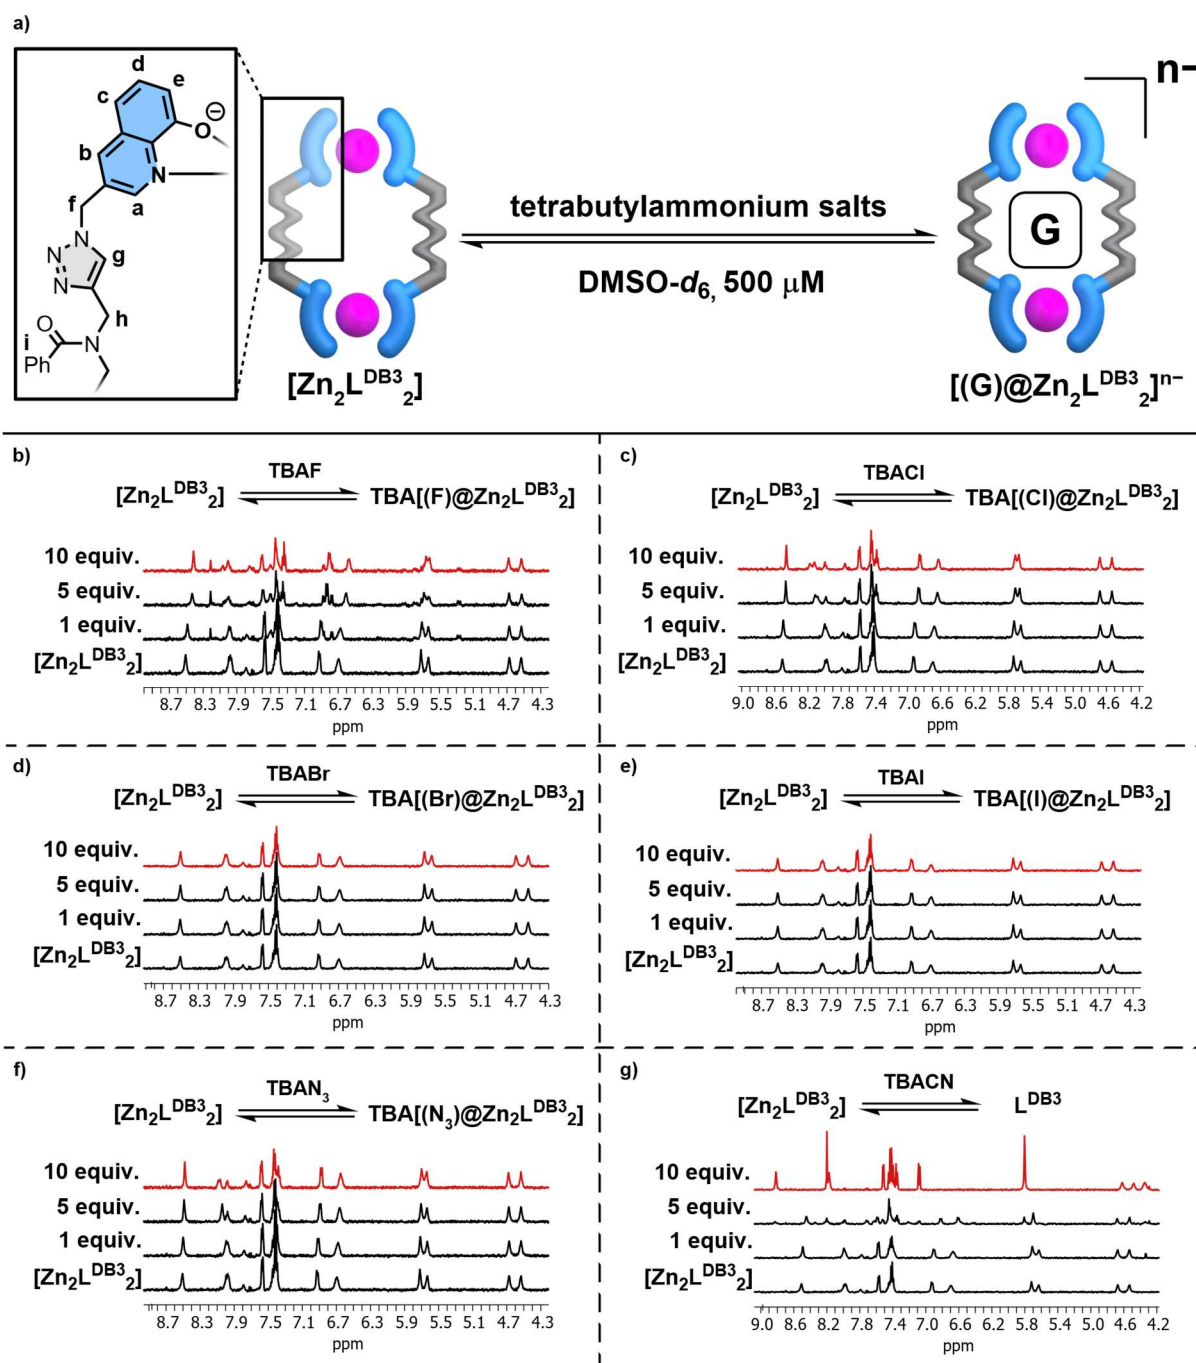 a)
n−
d
e
c
O⊖
b
N
f
a
N
N
g
N
h
O
i
N
Ph
tetrabutylammonium salts
DMSO-d₆, 500 μM
G
[Zn₂Lᴰᴮ³₂]
[(G)@Zn₂Lᴰᴮ³₂]ⁿ⁻
b)
TBAF
[Zn₂Lᴰᴮ³₂] TBA[(F)@Zn₂Lᴰᴮ³₂]
10 equiv.
5 equiv.
1 equiv.
[Zn₂Lᴰᴮ³₂]
8.7 8.3 7.9 7.5 7.1 6.7 6.3 5.9 5.5 5.1 4.7 4.3
ppm
c)
TBACl
[Zn₂Lᴰᴮ³₂] TBA[(Cl)@Zn₂Lᴰᴮ³₂]
10 equiv.
5 equiv.
1 equiv.
[Zn₂Lᴰᴮ³₂]
9.0 8.6 8.2 7.8 7.4 7.0 6.6 6.2 5.8 5.4 5.0 4.6 4.2
ppm
d)
TBABr
[Zn₂Lᴰᴮ³₂] TBA[(Br)@Zn₂Lᴰᴮ³₂]
10 equiv.
5 equiv.
1 equiv.
[Zn₂Lᴰᴮ³₂]
8.7 8.3 7.9 7.5 7.1 6.7 6.3 5.9 5.5 5.1 4.7 4.3
ppm
e)
TBAI
[Zn₂Lᴰᴮ³₂] TBA[(I)@Zn₂Lᴰᴮ³₂]
10 equiv.
5 equiv.
1 equiv.
[Zn₂Lᴰᴮ³₂]
8.7 8.3 7.9 7.5 7.1 6.7 6.3 5.9 5.5 5.1 4.7 4.3
ppm
f)
TBAN₃
[Zn₂Lᴰᴮ³₂] TBA[(N₃)@Zn₂Lᴰᴮ³₂]
10 equiv.
5 equiv.
1 equiv.
[Zn₂Lᴰᴮ³₂]
8.7 8.3 7.9 7.5 7.1 6.7 6.3 5.9 5.5 5.1 4.7 4.3
ppm
g)
TBACN
[Zn₂Lᴰᴮ³₂] Lᴰᴮ³
10 equiv.
5 equiv.
1 equiv.
[Zn₂Lᴰᴮ³₂]
9.0 8.6 8.2 7.8 7.4 7.0 6.6 6.2 5.8 5.4 5.0 4.6 4.2
ppm